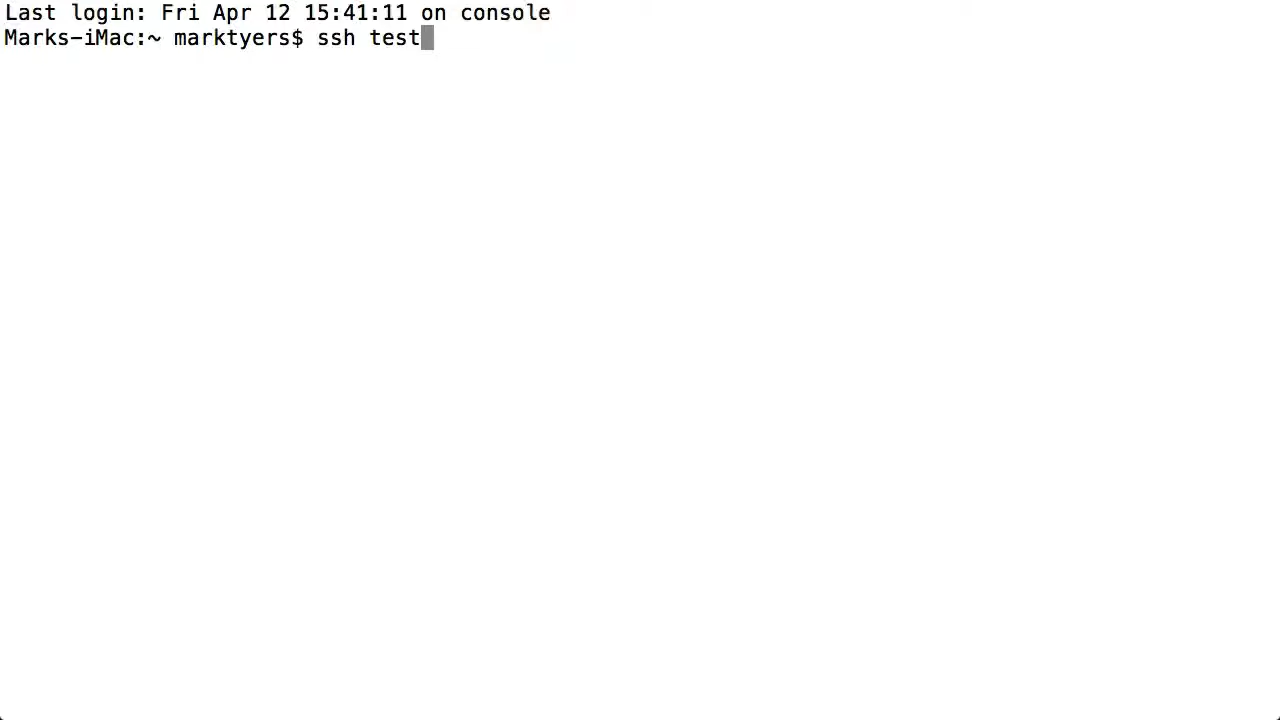 Last login: Fri Apr 12 15:41:11 on console
Marks-iMac:~ marktyers$ ssh test